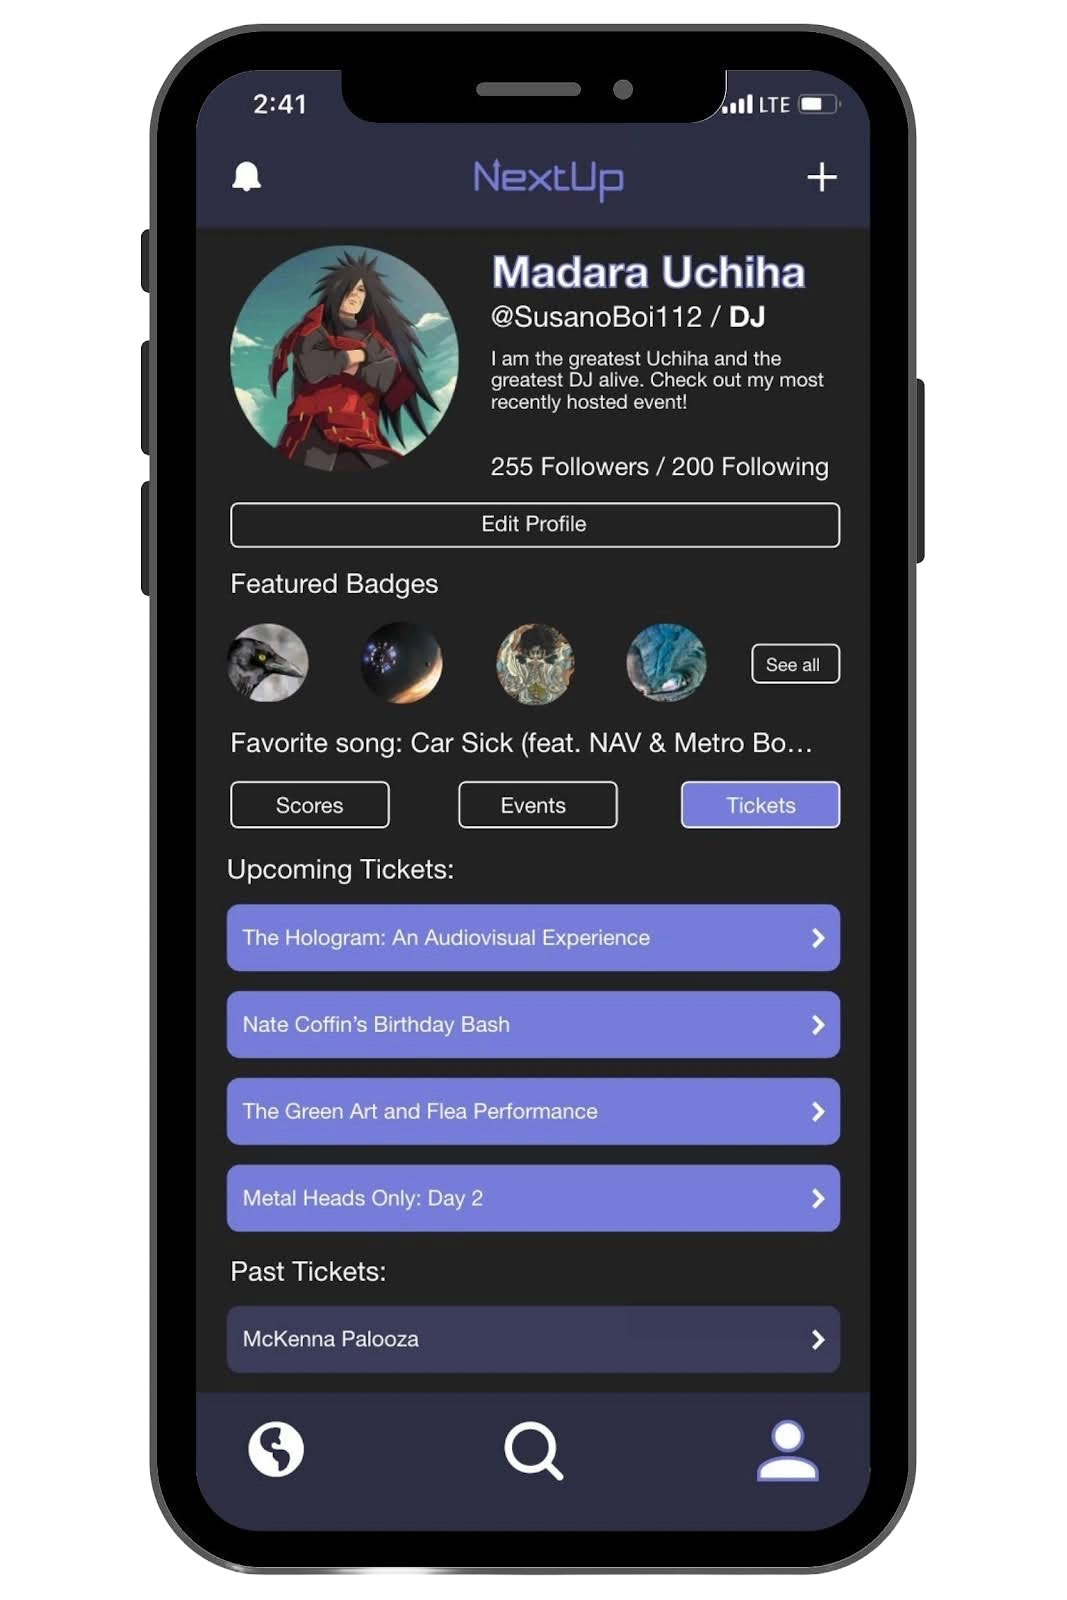 2:41
LTE
NextUp
Madara Uchiha
@SusanoBoi112 / DJ
I am the greatest Uchiha and the
greatest DJ alive. Check out my most
recently hosted event!
255 Followers / 200 Following
Edit Profile
Featured Badges
See all
Favorite song: Car Sick (feat. NAV & Metro Bo...
Scores
Events
Tickets
Upcoming Tickets:
The Hologram: An Audiovisual Experience
Nate Coffin’s Birthday Bash
The Green Art and Flea Performance
Metal Heads Only: Day 2
Past Tickets:
McKenna Palooza